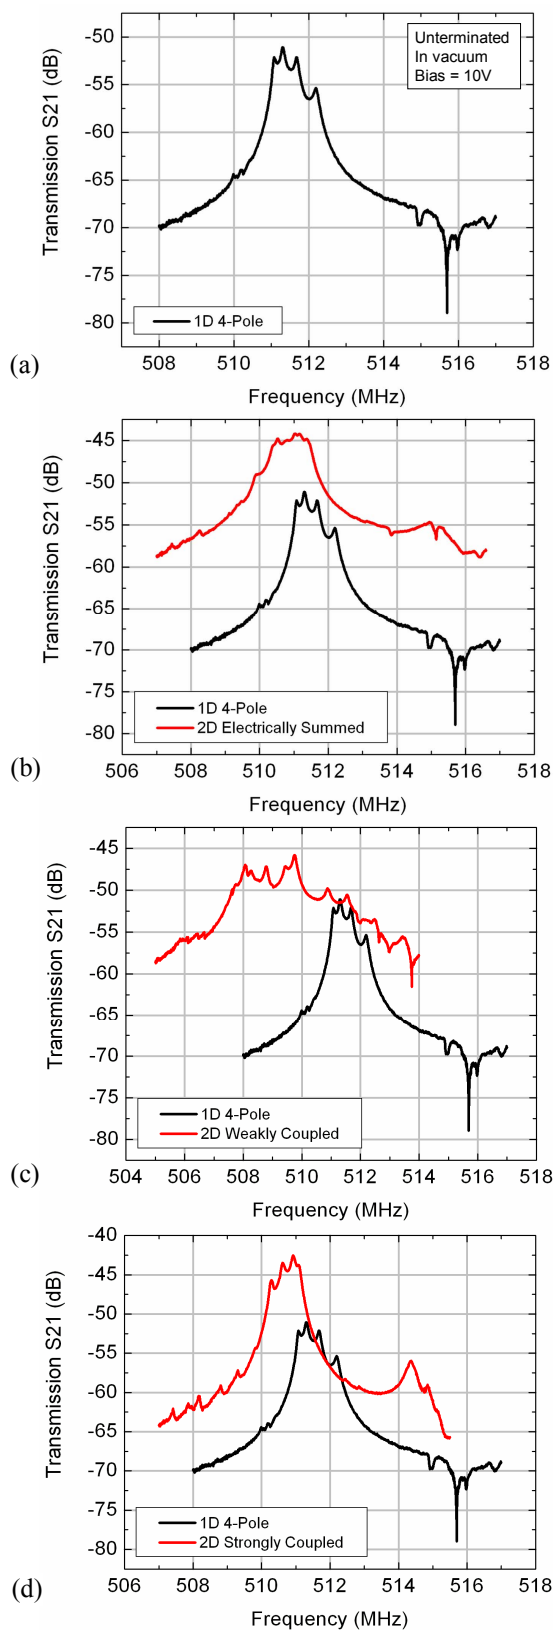 Transmission S21 (dB)
-50
-55
-60
-65
-70
-75
-80
Unterminated
In vacuum
Bias = 10V
1D 4-Pole
508 510 512 514 516 518
Frequency (MHz)
(a)
Transmission S21 (dB)
-45
-50
-55
-60
-65
-70
-75
-80
1D 4-Pole
2D Electrically Summed
506 508 510 512 514 516 518
Frequency (MHz)
(b)
Transmission S21 (dB)
-45
-50
-55
-60
-65
-70
-75
-80
1D 4-Pole
2D Weakly Coupled
504 506 508 510 512 514 516 518
Frequency (MHz)
(c)
Transmission S21 (dB)
-40
-45
-50
-55
-60
-65
-70
-75
-80
1D 4-Pole
2D Strongly Coupled
506 508 510 512 514 516 518
Frequency (MHz)
(d)